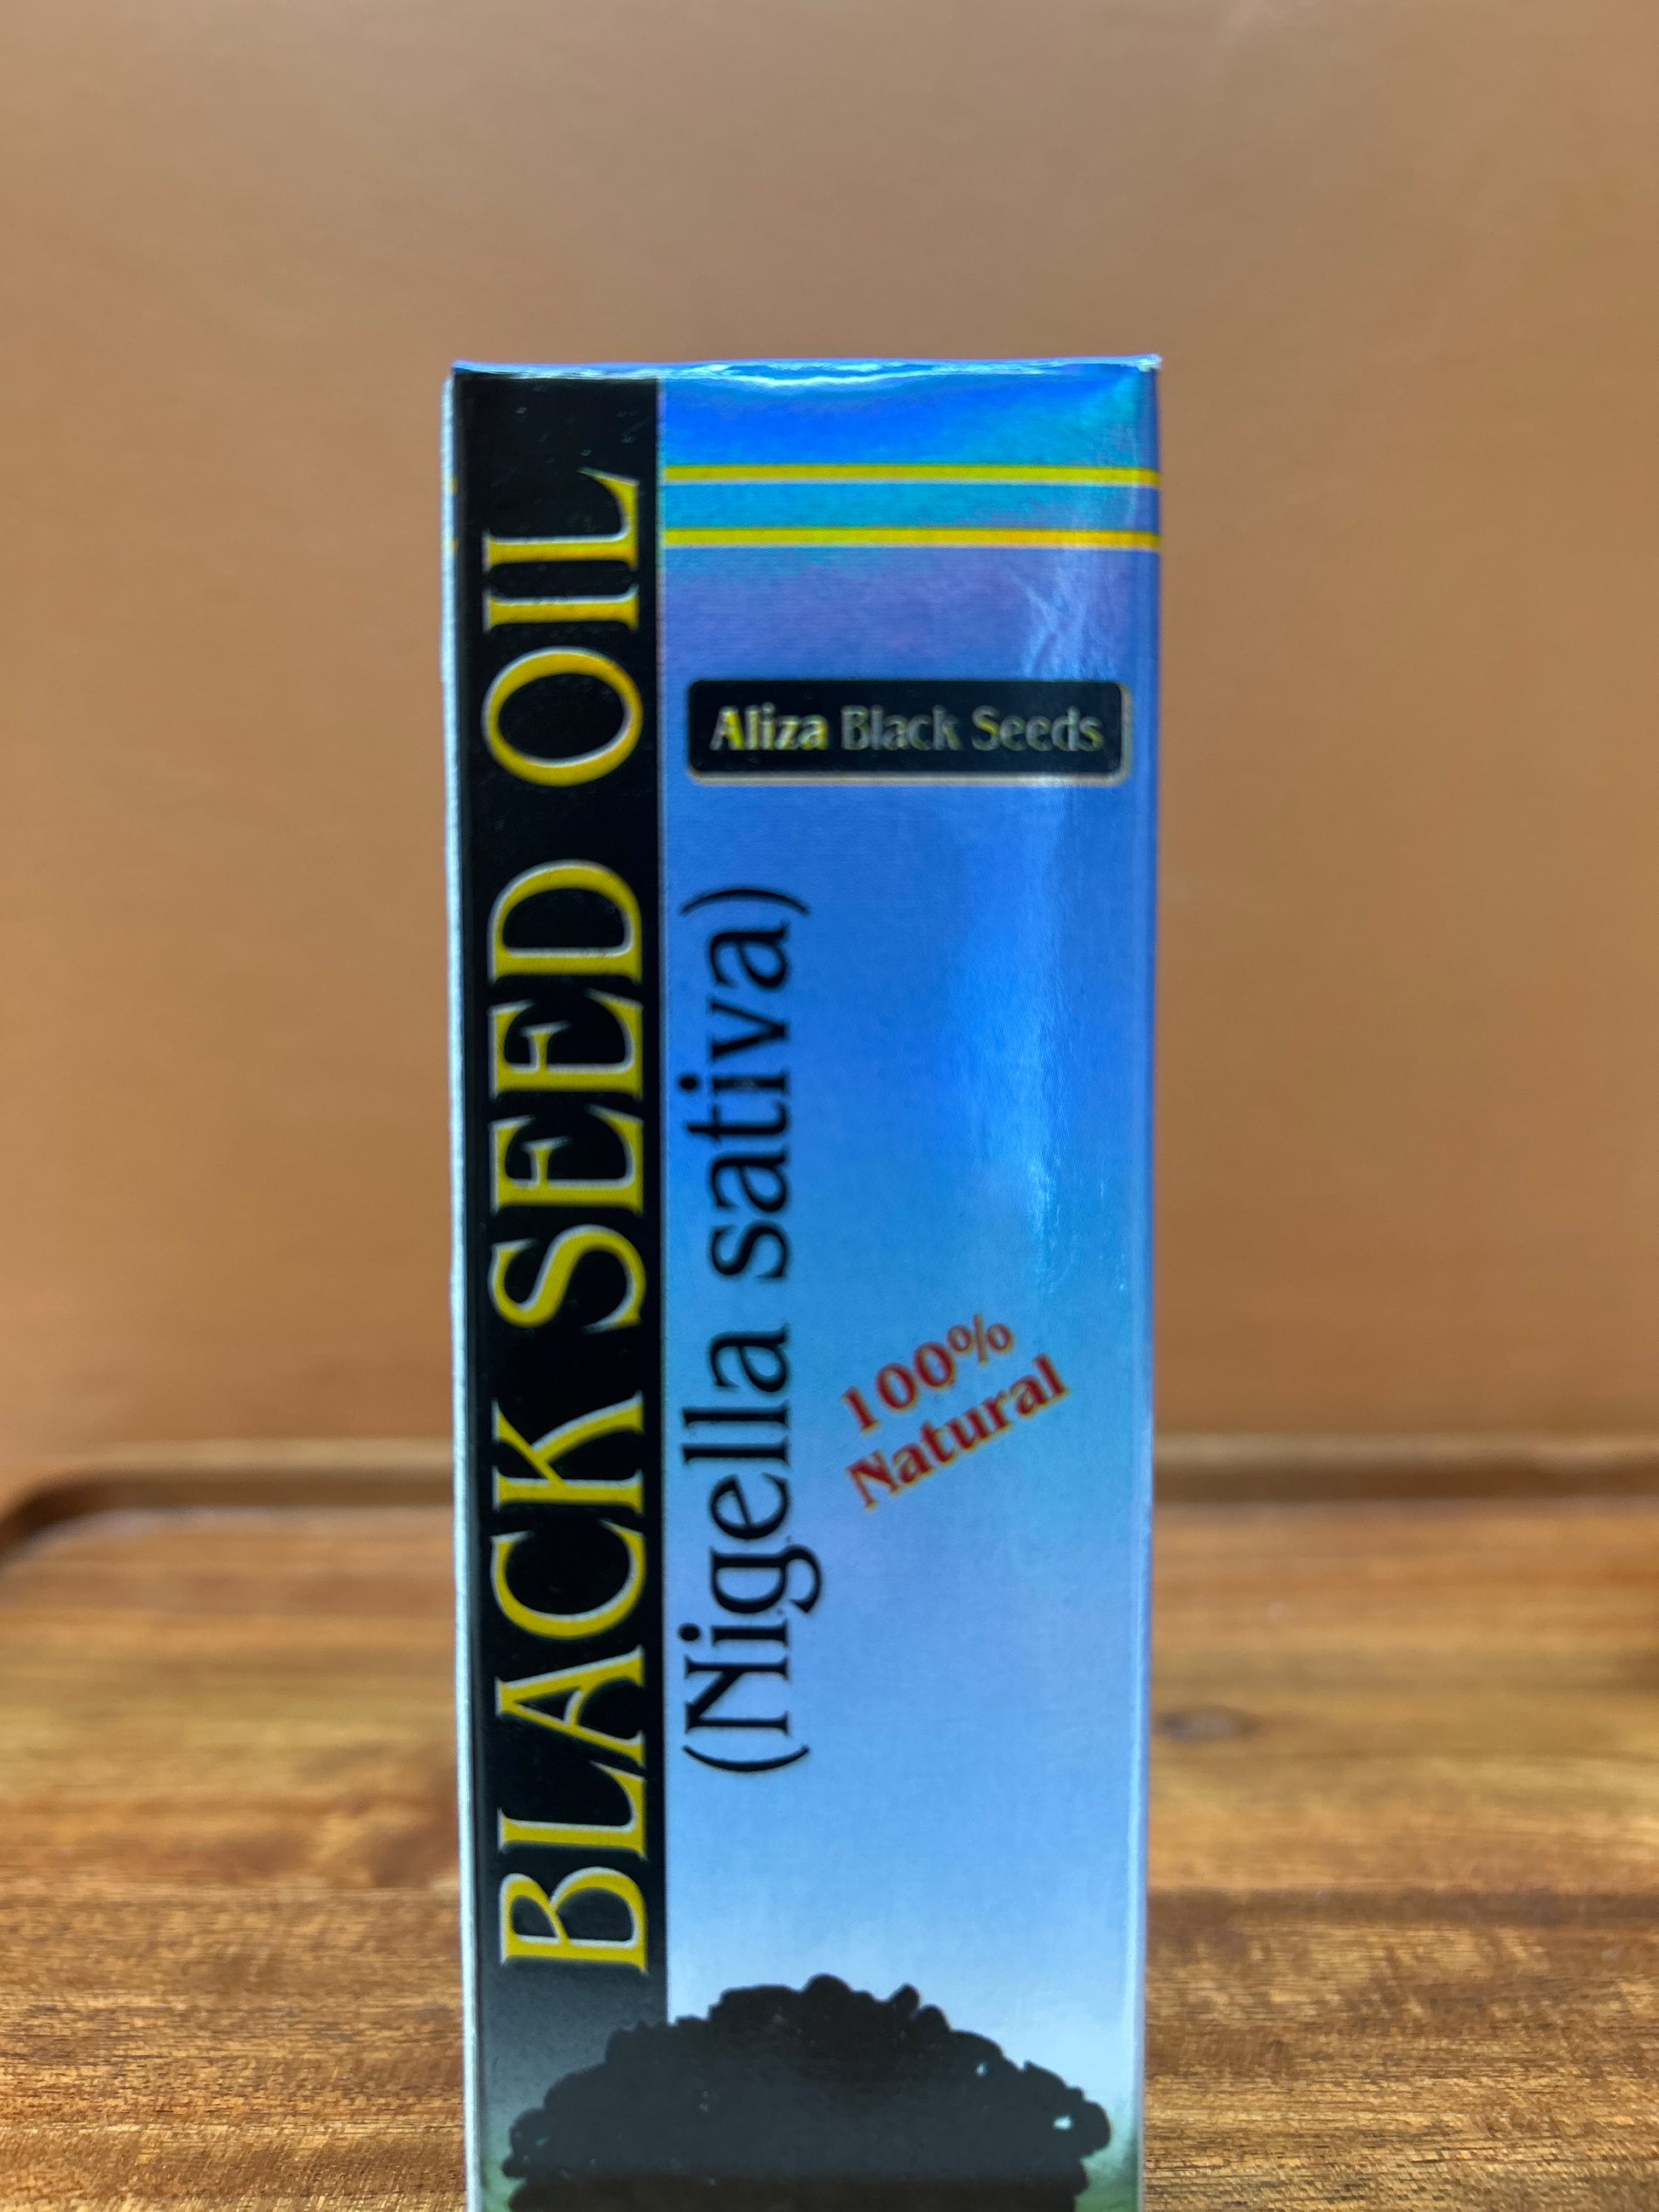 BLACK SEED OIL
Aliza Black Seeds
(Nigella sativa)
100%
Natural